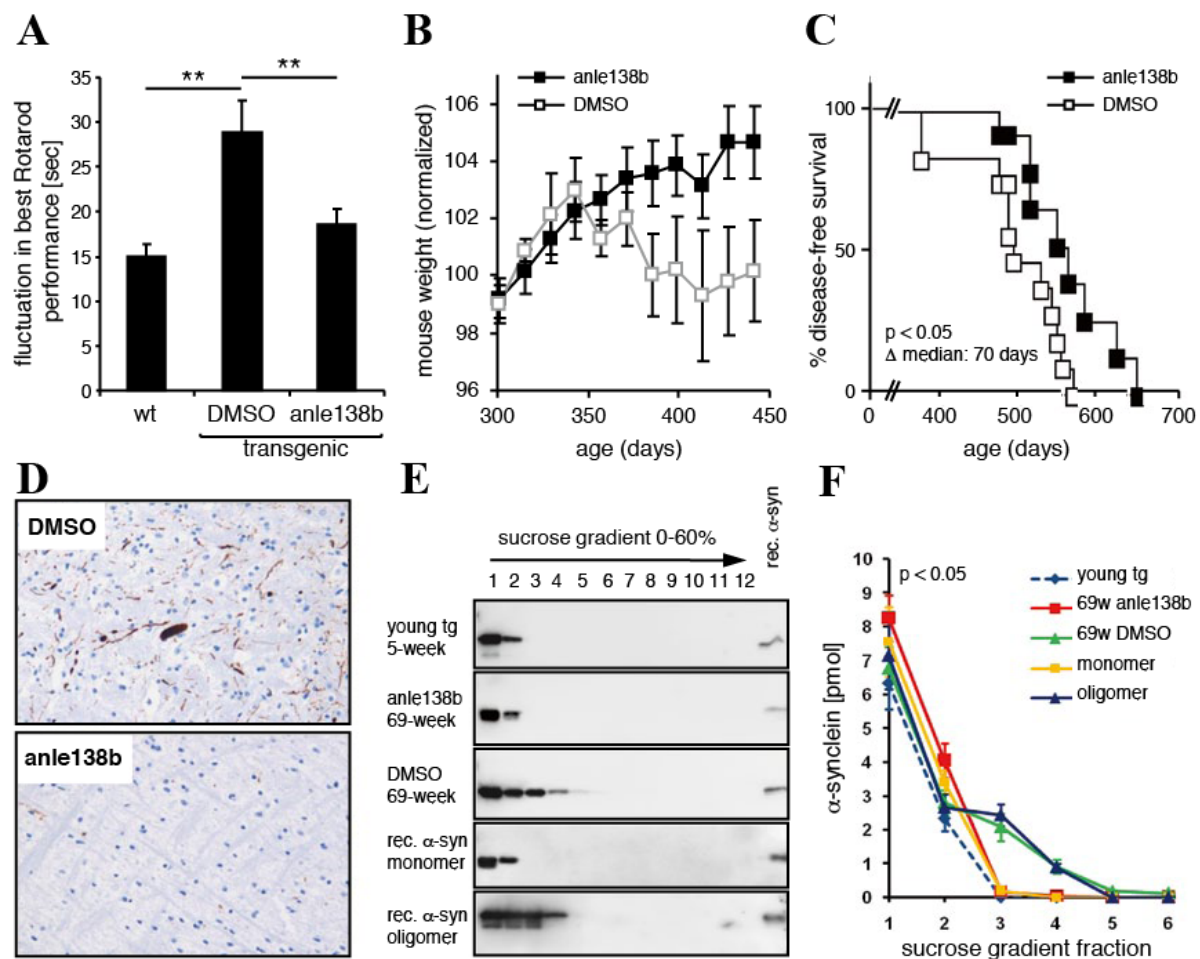 A
fluctuation in best Rotarod
performance [sec]
35
30
25
20
15
10
5
0
**
**
wt
DMSO
anle138b
transgenic
B
anle138b
DMSO
mouse weight (normalized)
106
104
102
100
98
96
300
350
400
450
age (days)
C
anle138b
DMSO
% disease-free survival
100
50
0
p < 0.05
Δ median: 70 days
0
400
500
600
700
age (days)
D
DMSO
anle138b
E
sucrose gradient 0-60%
rec. α-syn
1 2 3 4 5 6 7 8 9 10 11 12
young tg
5-week
anle138b
69-week
DMSO
69-week
rec. α-syn
monomer
rec. α-syn
oligomer
F
α-synclein [pmol]
10
9
8
7
6
5
4
3
2
1
0
p < 0.05
young tg
69w anle138b
69w DMSO
monomer
oligomer
1 2 3 4 5 6
sucrose gradient fraction